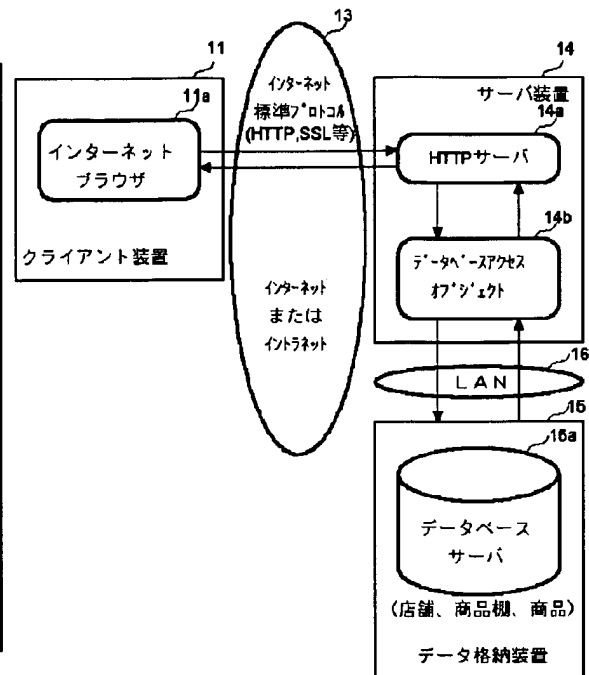 11
11a
インターネット
ブラウザ
クライアント装置
13
インターネット
標準プロトコル
(HTTP,SSL等)
インターネット
または
イントラネット
14
サーバ装置
14a
HTTPサーバ
14b
データベースアクセス
オブジェクト
16
LAN
15
15a
データベース
サーバ
(店舗、商品棚、商品)
データ格納装置